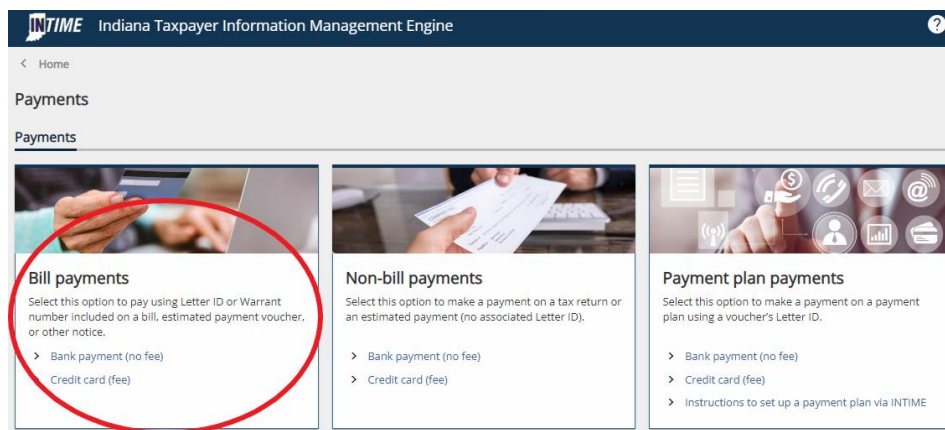 INTIME Indiana Taxpayer Information Management Engine ?
< Home
Payments
Payments
Bill payments
Select this option to pay using Letter ID or Warrant
number included on a bill, estimated payment voucher,
or other notice.
> Bank payment (no fee)
Credit card (fee)
Non-bill payments
Select this option to make a payment on a tax return or
an estimated payment (no associated Letter ID).
> Bank payment (no fee)
> Credit card (fee)
Payment plan payments
Select this option to make a payment on a payment
plan using a voucher's Letter ID.
> Bank payment (no fee)
> Credit card (fee)
> Instructions to set up a payment plan via INTIME